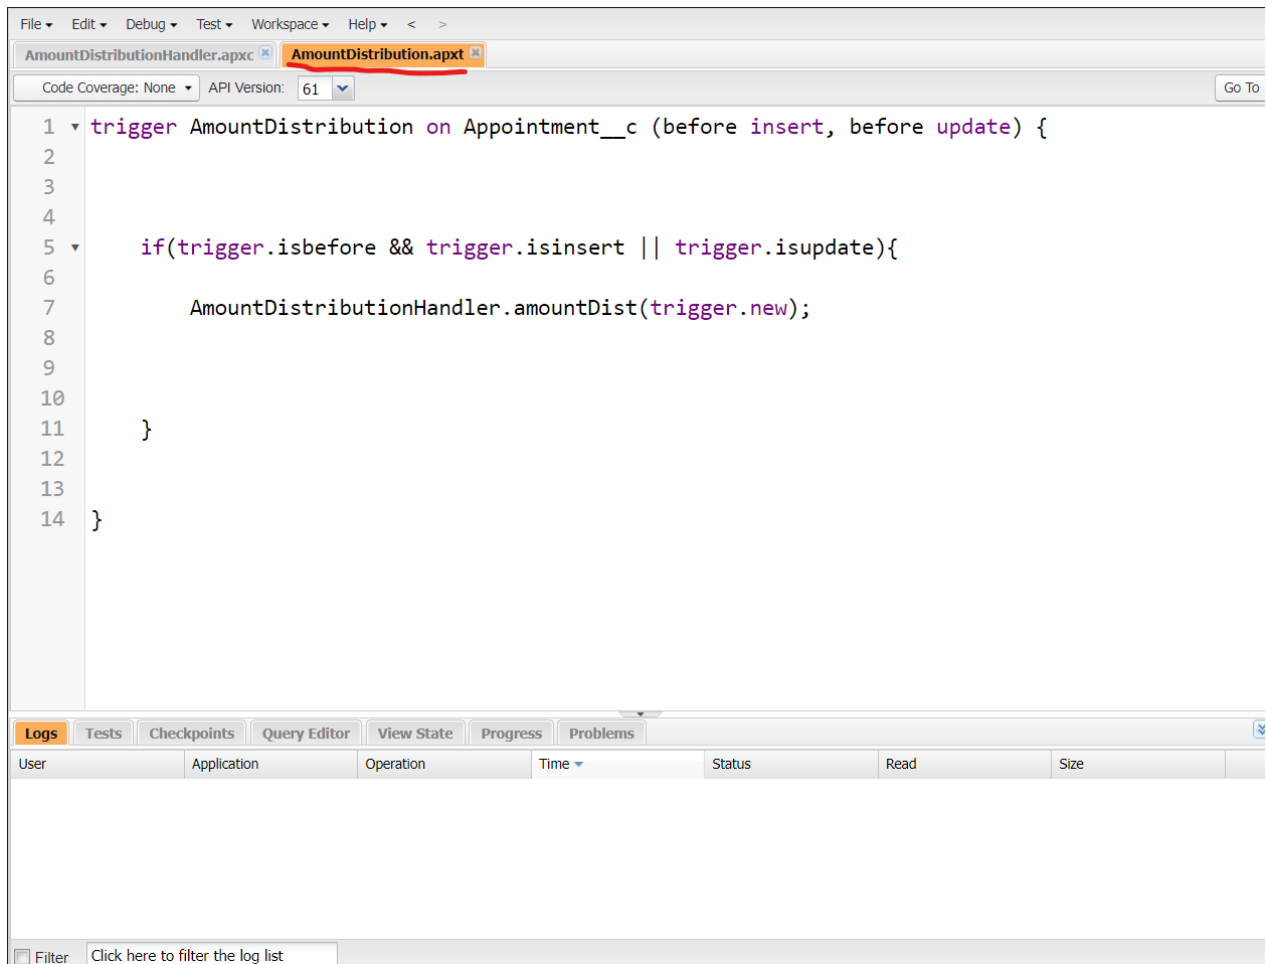 File Edit Debug Test Workspace Help < >
AmountDistributionHandler.apxc AmountDistribution.apxt
Code Coverage: None API Version: 61 Go To
1 trigger AmountDistribution on Appointment__c (before insert, before update) {
2
3
4
5 if(trigger.isbefore && trigger.isinsert || trigger.isupdate){
6
7 AmountDistributionHandler.amountDist(trigger.new);
8
9
10
11 }
12
13
14 }
Logs Tests Checkpoints Query Editor View State Progress Problems
User Application Operation Time Status Read Size
Filter Click here to filter the log list